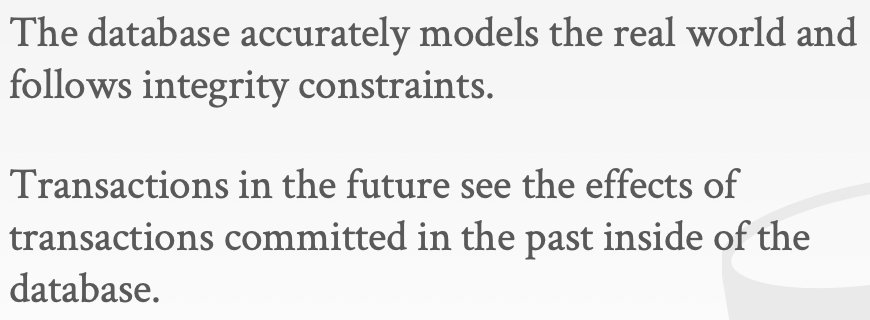 The database accurately models the real world and
follows integrity constraints.
Transactions in the future see the effects of
transactions committed in the past inside of the
database.